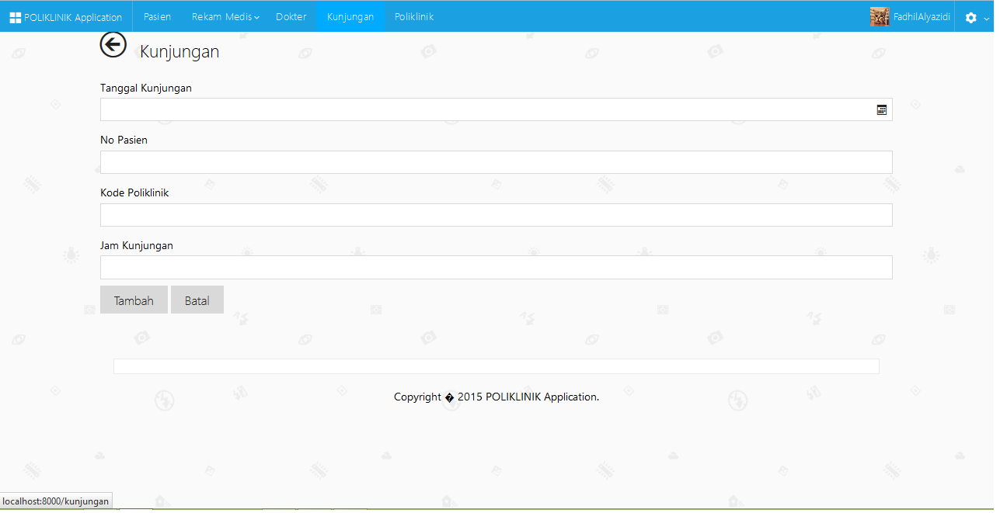 POLIKLINIK Application Pasien Rekam Medis Dokter Kunjungan Poliklinik FadhilAlyazidi
Kunjungan
Tanggal Kunjungan
No Pasien
Kode Poliklinik
Jam Kunjungan
Tambah Batal
Copyright � 2015 POLIKLINIK Application.
localhost:8000/kunjungan